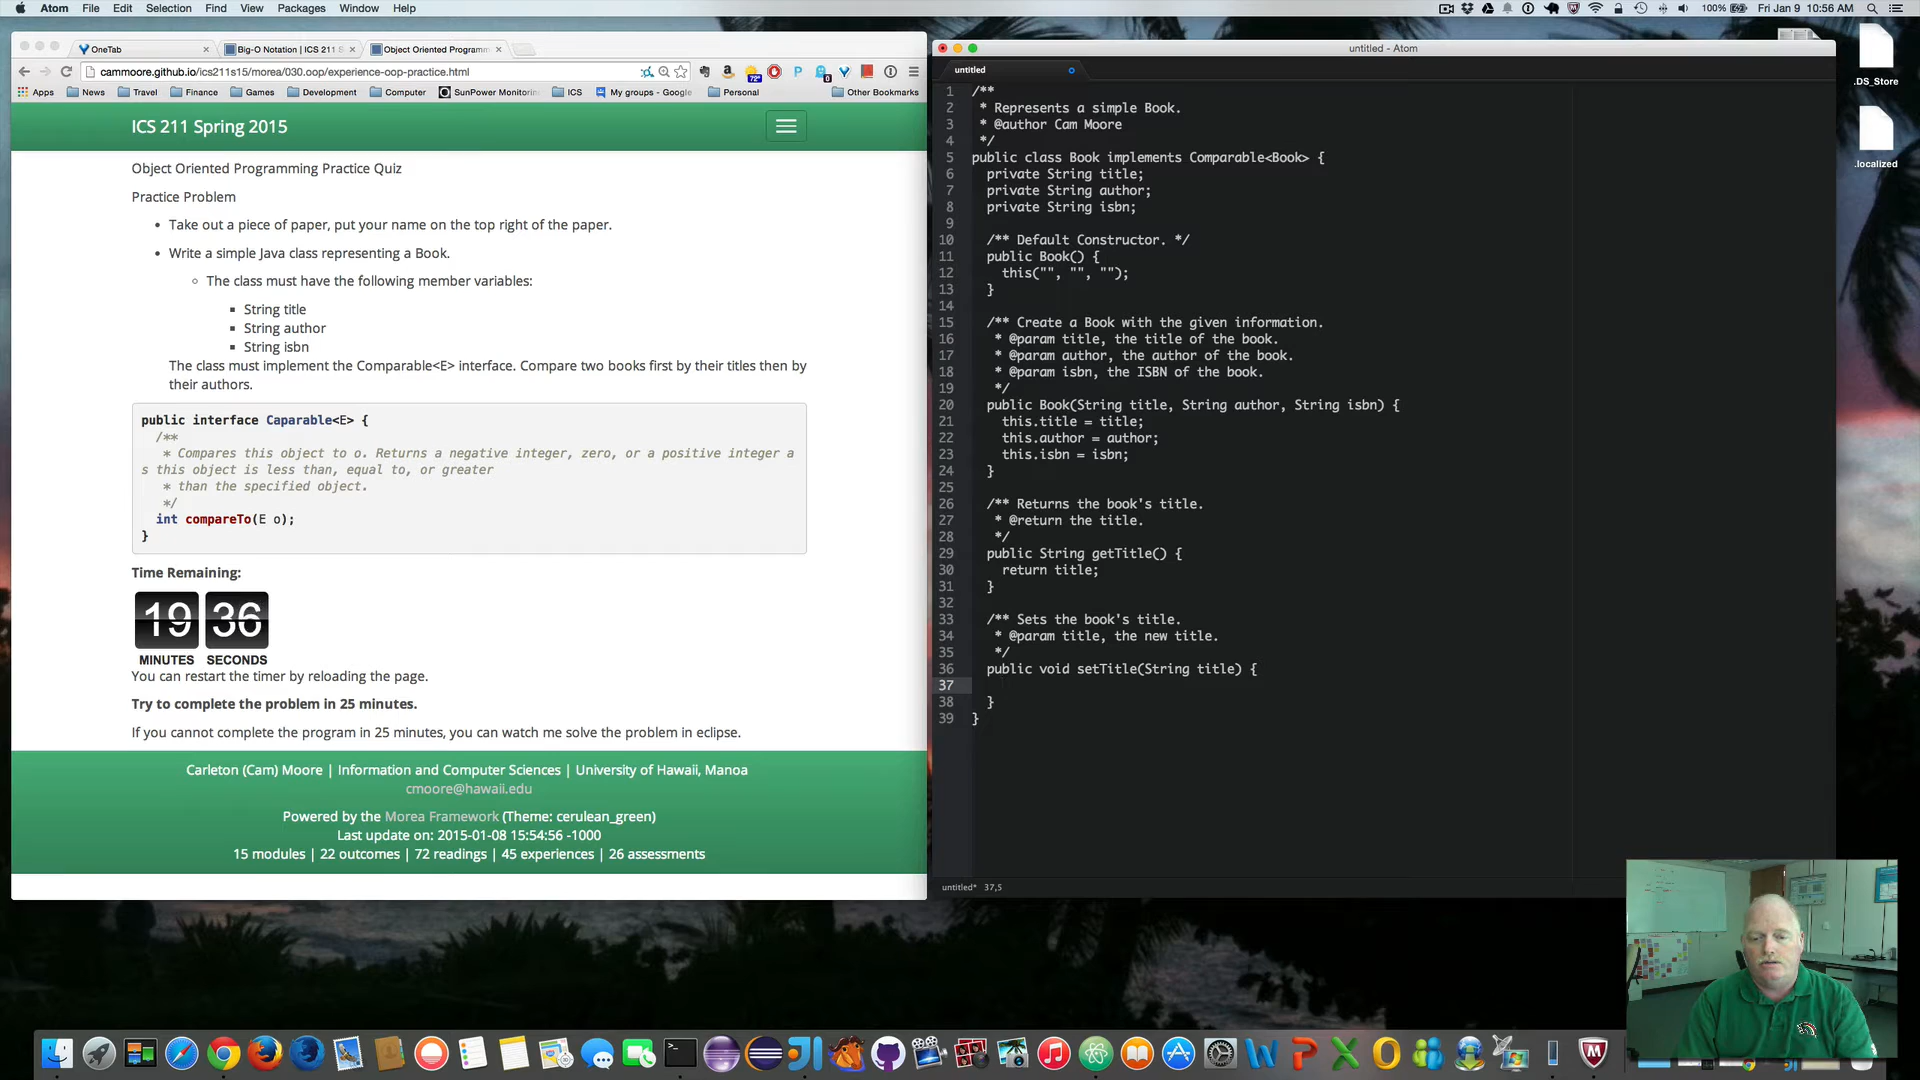 Atom File Edit View Selection Find Packages Window Help
100% Fri Jan 9 10:56 AM
OneTab
Big-O Notation | ICS 211 S
Object Oriented Programm
cammoore.github.io/ics211s15/morea/030.oop/experience-oop-practice.html
Apps News Travel Finance Games Development Computer SunPower Monitorin ICS My groups - Google Personal Other Bookmarks
ICS 211 Spring 2015
Object Oriented Programming Practice Quiz
Practice Problem
• Take out a piece of paper, put your name on the top right of the paper.
• Write a simple Java class representing a Book.
The class must have the following member variables:
String title
String author
String isbn
The class must implement the Comparable<E> interface. Compare two books first by their titles then by
their authors.
public interface Caparable<E> {
/**
* Compares this object to o. Returns a negative integer, zero, or a positive integer a
s this object is less than, equal to, or greater
* than the specified object.
*/
int compareTo(E o);
}
Time Remaining:
19 36
MINUTES SECONDS
You can restart the timer by reloading the page.
Try to complete the problem in 25 minutes.
If you cannot complete the program in 25 minutes, you can watch me solve the problem in eclipse.
Carleton (Cam) Moore | Information and Computer Sciences | University of Hawaii, Manoa
cmoore@hawaii.edu
Powered by the Morea Framework (Theme: cerulean_green)
Last update on: 2015-01-08 15:54:56 -1000
15 modules | 22 outcomes | 72 readings | 45 experiences | 26 assessments
untitled - Atom
untitled
1 /**
2 * Represents a simple Book.
3 * @author Cam Moore
4 */
5 public class Book implements Comparable<Book> {
6 private String title;
7 private String author;
8 private String isbn;
9
10 /** Default Constructor. */
11 public Book() {
12 this("", "", "");
13 }
14
15 /** Create a Book with the given information.
16 * @param title, the title of the book.
17 * @param author, the author of the book.
18 * @param isbn, the ISBN of the book.
19 */
20 public Book(String title, String author, String isbn) {
21 this.title = title;
22 this.author = author;
23 this.isbn = isbn;
24 }
25
26 /** Returns the book's title.
27 * @return the title.
28 */
29 public String getTitle() {
30 return title;
31 }
32
33 /** Sets the book's title.
34 * @param title, the new title.
35 */
36 public void setTitle(String title) {
37
38 }
39 }
untitled* 37,5
.DS_Store
.localized